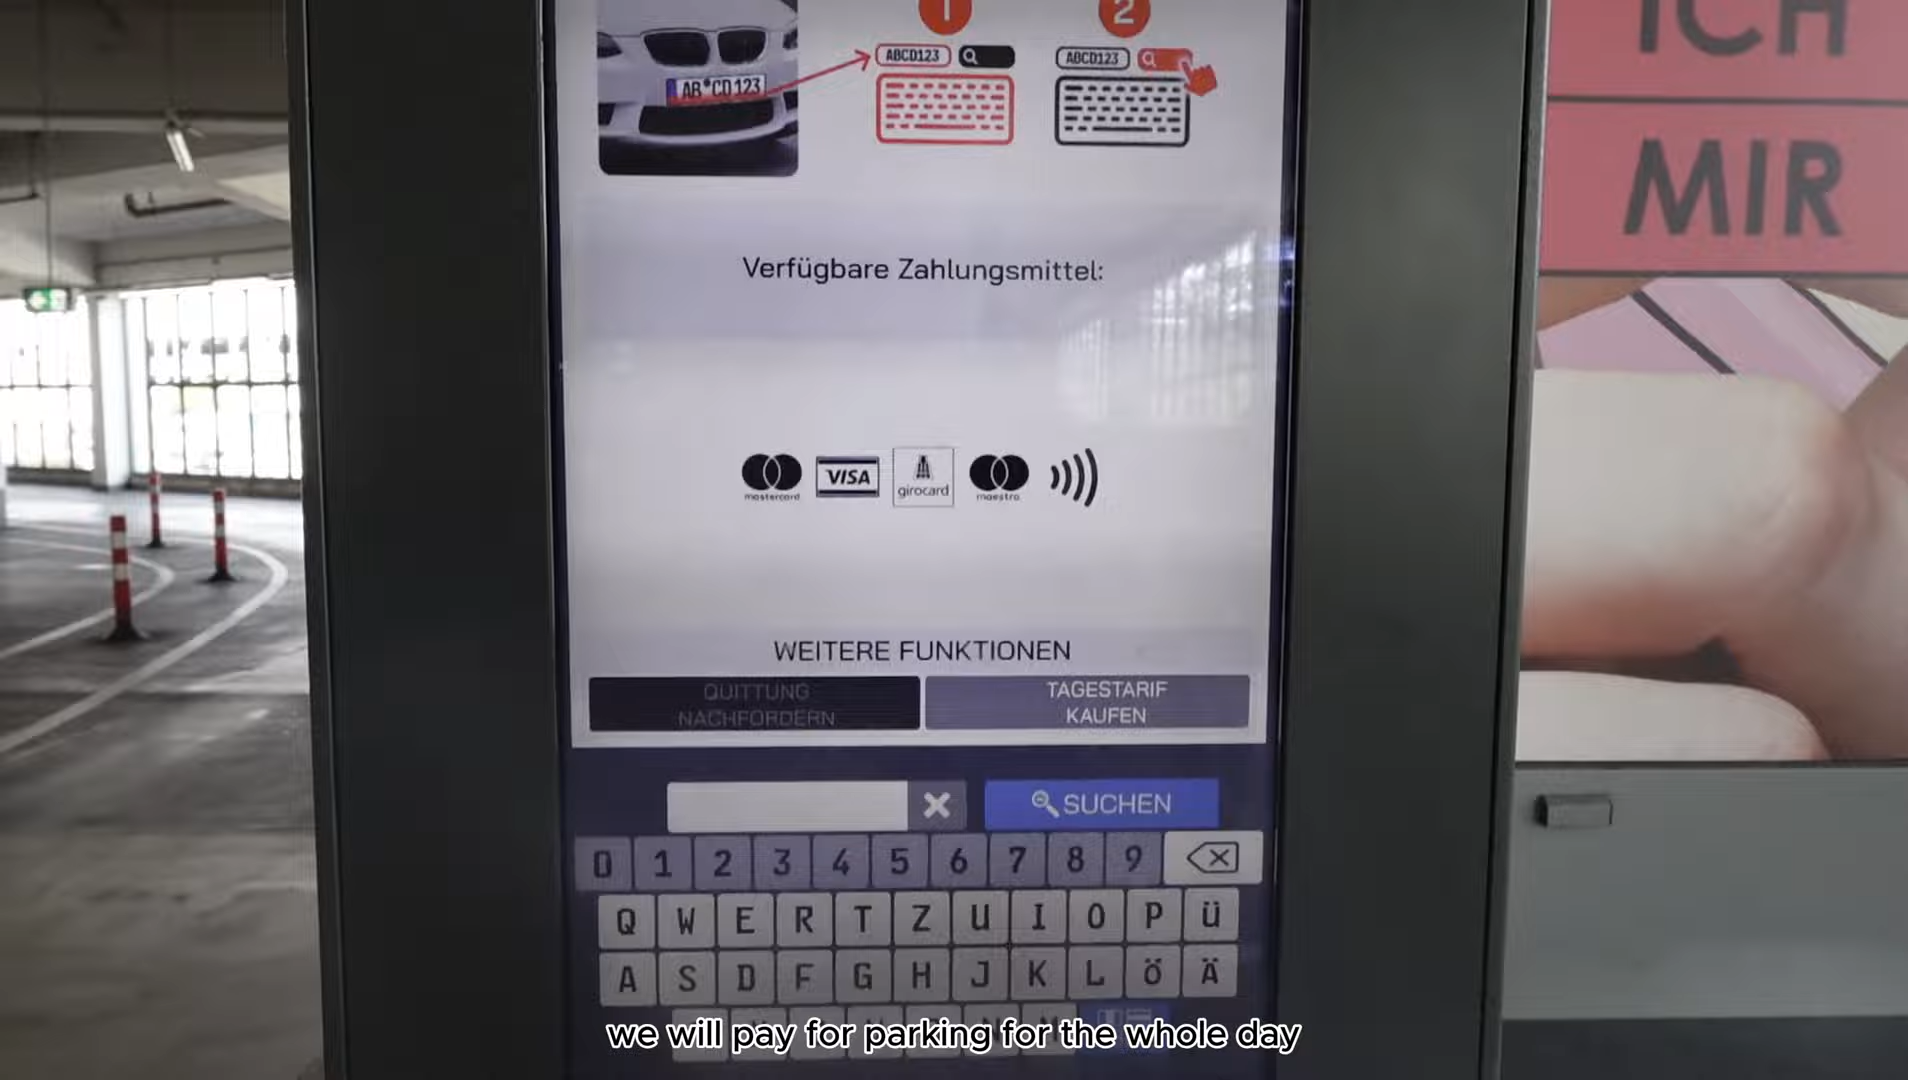 1 2
ABCD123 ABCD123
AB CD 123
Verfügbare Zahlungsmittel:
mastercard VISA girocard maestro
WEITERE FUNKTIONEN
QUITTUNG NACHFORDERN
TAGESTARIF KAUFEN
SUCHEN
0 1 2 3 4 5 6 7 8 9
Q W E R T Z U I O P Ü
A S D F G H J K L Ö Ä
we will pay for parking for the whole day
ICH
MIR